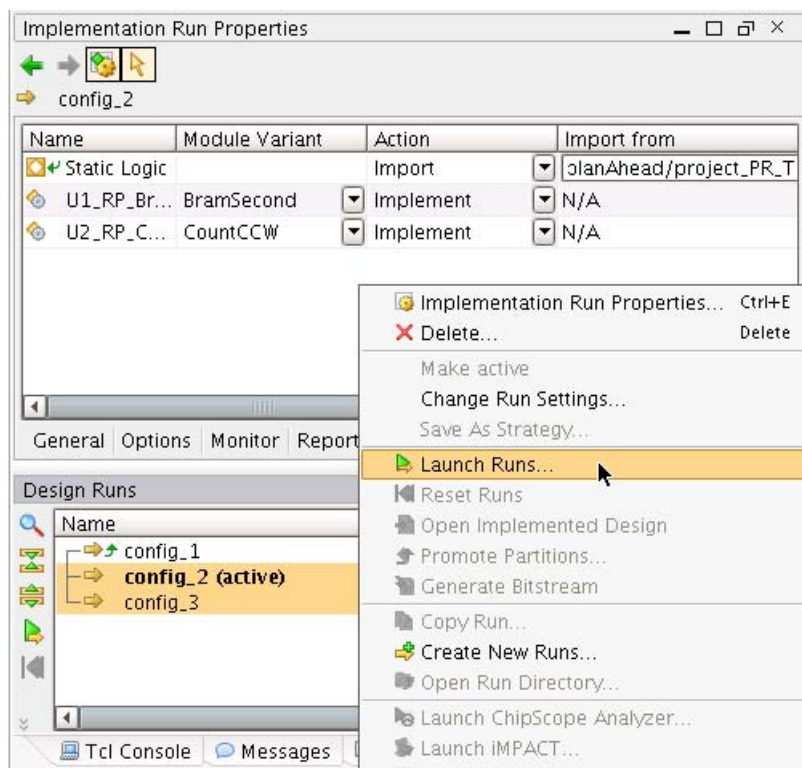 Implementation Run Properties
config_2
Name Module Variant Action Import from
Static Logic Import planAhead/project_PR_T
U1_RP_Br... BramSecond Implement N/A
U2_RP_C... CountCCW Implement N/A
Implementation Run Properties... Ctrl+E
Delete... Delete
Make active
Change Run Settings...
Save As Strategy...
General Options Monitor Report
Launch Runs...
Design Runs
Reset Runs
Name
Open Implemented Design
config_1
Promote Partitions...
config_2 (active)
Generate Bitstream
config_3
Copy Run...
Create New Runs...
Open Run Directory...
Launch ChipScope Analyzer...
Tcl Console Messages
Launch iMPACT...